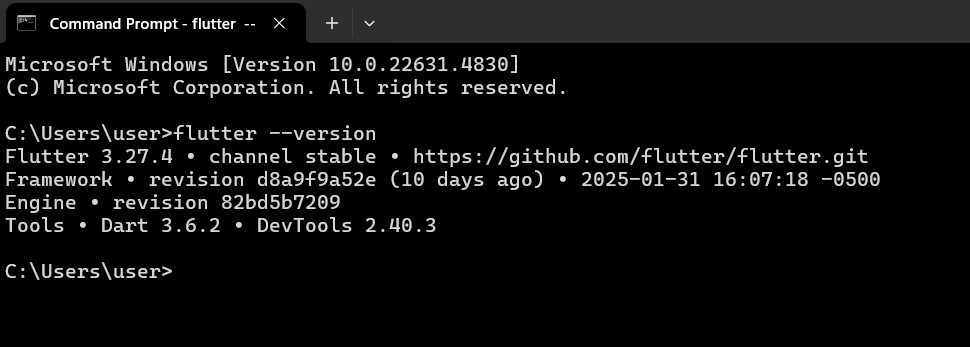 Command Prompt - flutter --
Microsoft Windows [Version 10.0.22631.4830]
(c) Microsoft Corporation. All rights reserved.
C:\Users\user>flutter --version
Flutter 3.27.4 • channel stable • https://github.com/flutter/flutter.git
Framework • revision d8a9f9a52e (10 days ago) • 2025-01-31 16:07:18 -0500
Engine • revision 82bd5b7209
Tools • Dart 3.6.2 • DevTools 2.40.3
C:\Users\user>